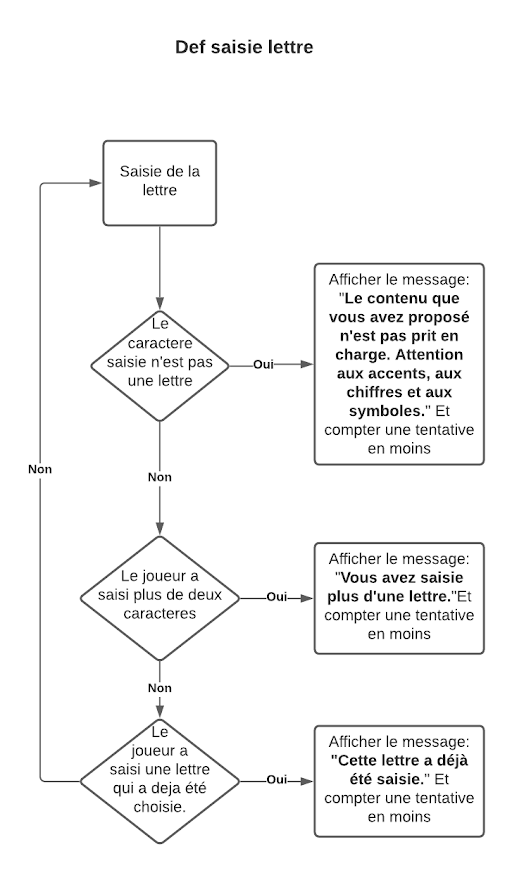 Def saisie lettre
Saisie de la
lettre
Le
caractere
saisie n'est pas
une lettre
Oui
Afficher le message:
"Le contenu que
vous avez proposé
n'est pas prit en
charge. Attention
aux accents, aux
chiffres et aux
symboles." Et
compter une tentative
en moins
Non
Non
Le joueur a
saisi plus de deux
caracteres
Oui
Afficher le message:
"Vous avez saisie
plus d'une lettre."Et
compter une tentative
en moins
Non
Le
joueur a
saisi une lettre
qui a deja été
choisie.
Oui
Afficher le message:
"Cette lettre a déjà
été saisie." Et
compter une tentative
en moins